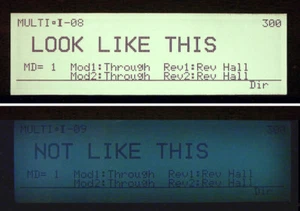 MULTI•I-08 300
LOOK LIKE THIS
MD= 1 Mod1:Through Rev1:Rev Hall
Mod2:Through Rev2:Rev Hall
Dir
MULTI•I-09 300
NOT LIKE THIS
MD= 1 Mod1:Through Rev1:Rev Hall
Mod2:Through Rev2:Rev Hall
Dir